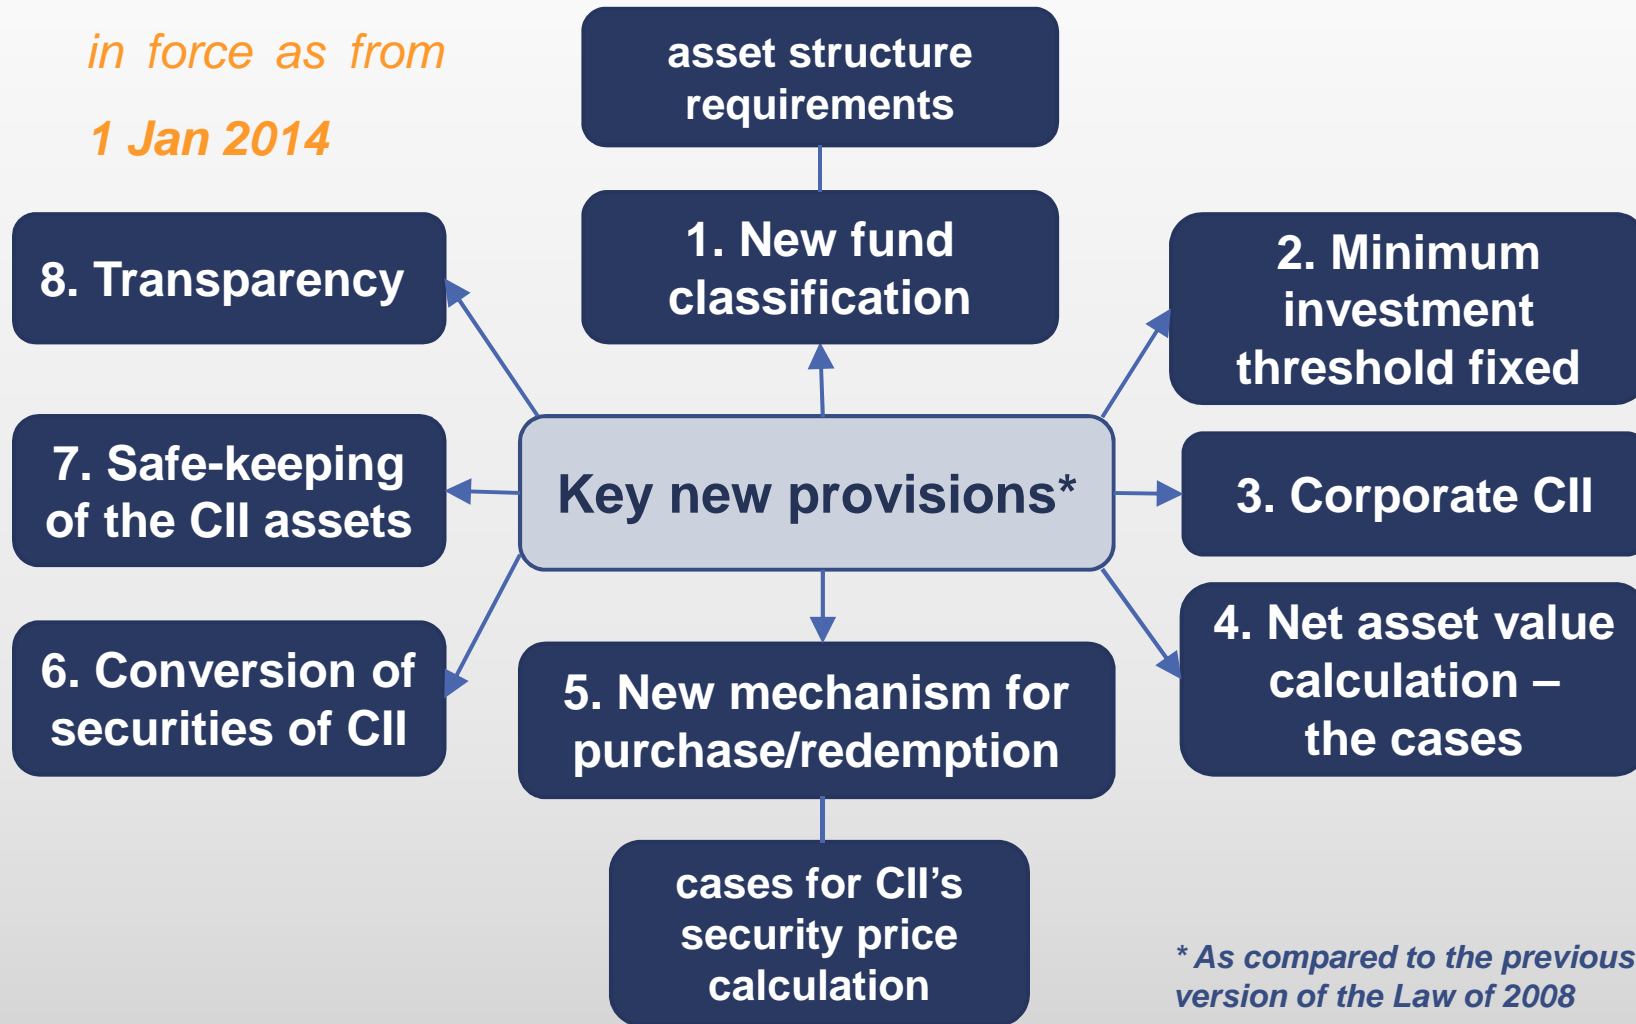 in force as from
1 Jan 2014
asset structure
requirements
1. New fund
classification
2. Minimum
investment
threshold fixed
8. Transparency
7. Safe-keeping
of the CII assets
Key new provisions*
3. Corporate CII
4. Net asset value
calculation –
the cases
6. Conversion of
securities of CII
5. New mechanism for
purchase/redemption
cases for CII’s
security price
calculation
* As compared to the previous
version of the Law of 2008